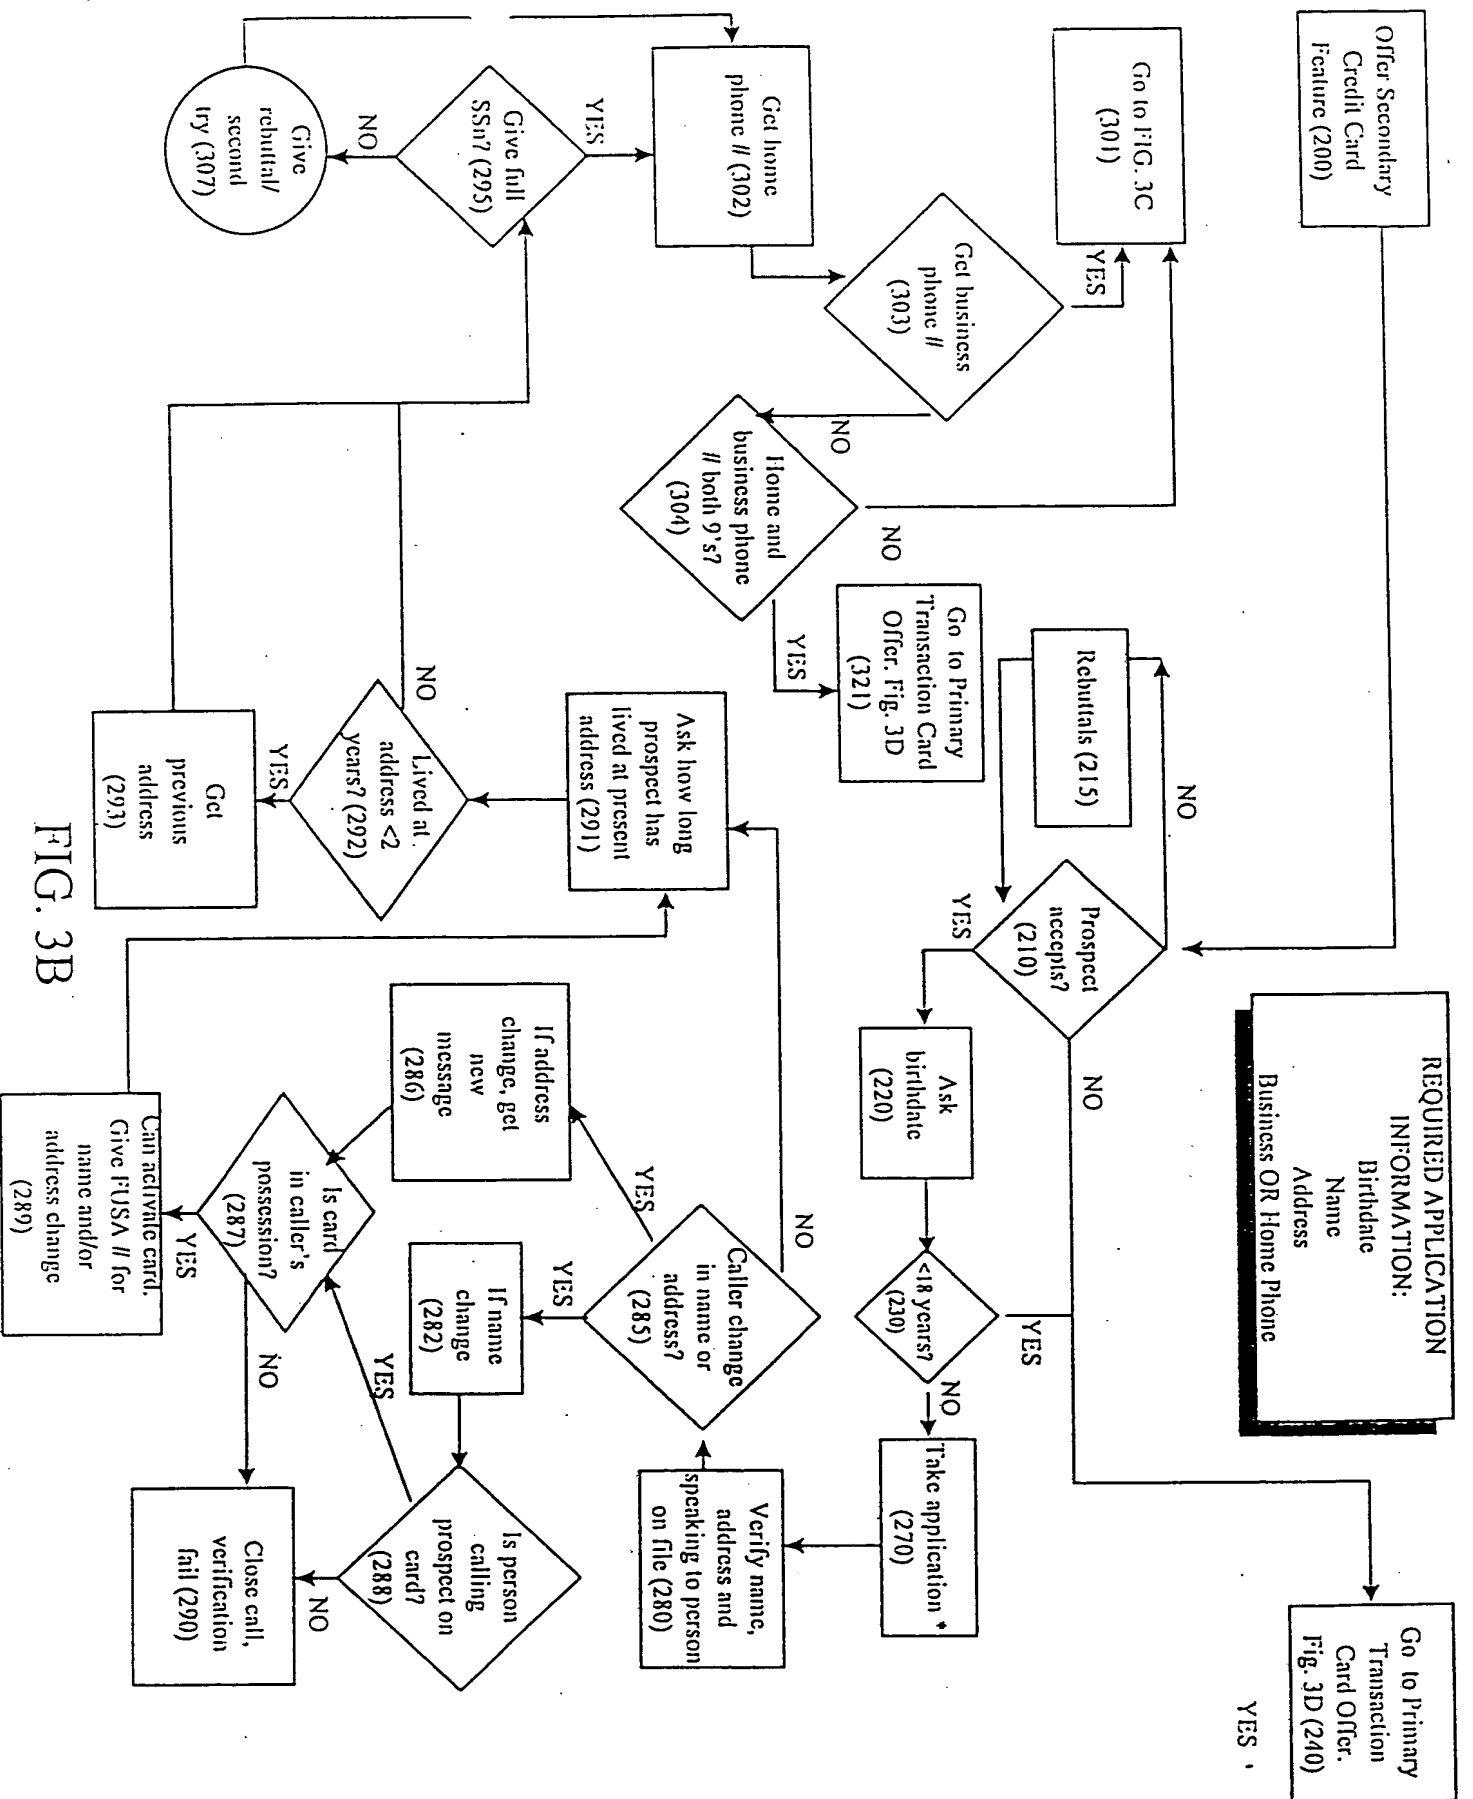 Offer Secondary
Credit Card
Feature (200)
REQUIRED APPLICATION
INFORMATION:
Birthdate
Name
Address
Business OR Home Phone
Go to Primary
Transaction
Card Offer.
Fig. 3D (240)
YES
Go to FIG. 3C
(301)
YES
NO
Rebuttals (215)
NO
Prospect
accepts?
(210)
NO
YES
Ask
birthdate
(220)
<18 years?
(230)
YES
NO
Take application *
(270)
Get business
phone //
(303)
NO
Go to Primary
Transaction Card
Offer. Fig. 3D
(321)
YES
Home and
business phone
// both 9's?
(304)
Get home
phone // (302)
YES
Give full
SSn? (295)
NO
Give
rebuttal/
second
try (307)
Verify name,
address and
speaking to person
on file (280)
NO
Caller change
in name or
address?
(285)
YES
YES
Ask how long
prospect has
lived at present
address (291)
Lived at
address <2
years? (292)
NO
YES
Get
previous
address
(293)
If address
change, get
new
message
(286)
If name
change
(282)
Is person
calling
prospect on
card?
(288)
YES
NO
Is card
in caller's
possession?
(287)
YES
NO
Can activate card.
Give FUSA // for
name and/or
address change
(289)
Close call,
verification
fail (290)
FIG. 3B